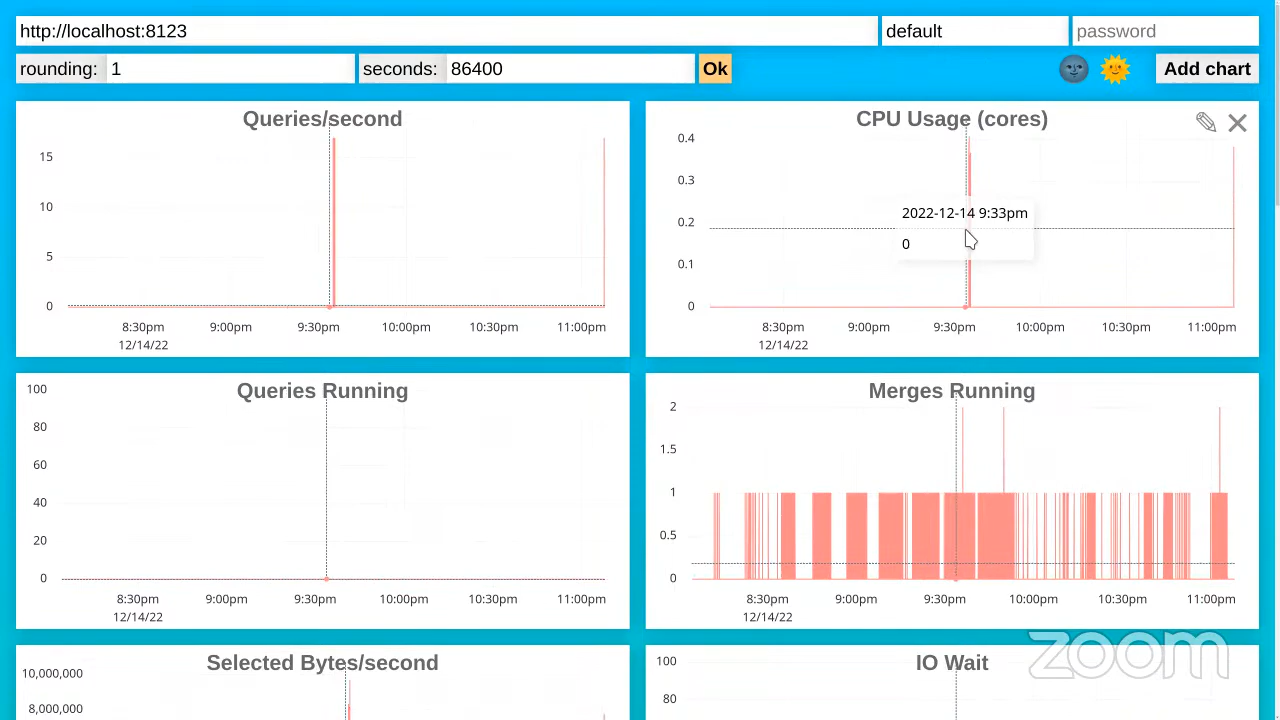 http://localhost:8123 default password
rounding: 1 seconds: 86400 Ok Add chart
Queries/second
15
10
5
0
8:30pm 9:00pm 9:30pm 10:00pm 10:30pm 11:00pm
12/14/22
CPU Usage (cores)
0.4
0.3
0.2
0.1
0
2022-12-14 9:33pm
0
8:30pm 9:00pm 9:30pm 10:00pm 10:30pm 11:00pm
12/14/22
Queries Running
100
80
60
40
20
0
8:30pm 9:00pm 9:30pm 10:00pm 10:30pm 11:00pm
12/14/22
Merges Running
2
1.5
1
0.5
0
8:30pm 9:00pm 9:30pm 10:00pm 10:30pm 11:00pm
12/14/22
Selected Bytes/second
10,000,000
8,000,000
IO Wait
100
80
zoom